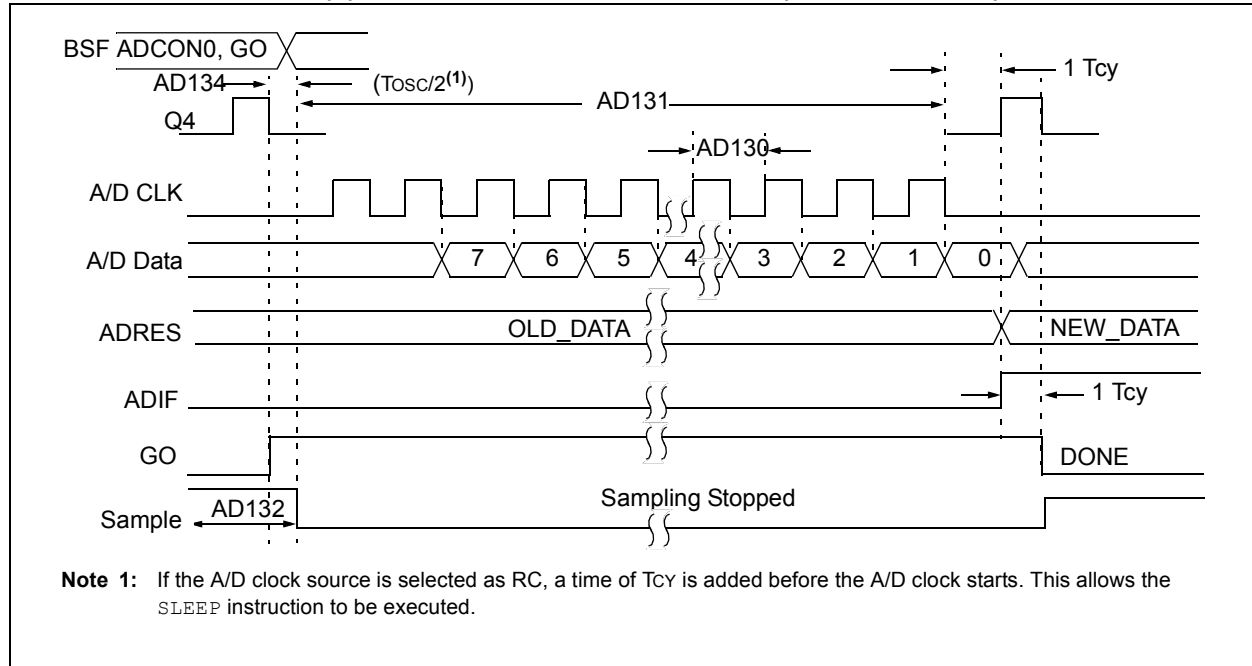 BSF ADCON0, GO
1 TCY
AD134 (TOSC/2(1))
AD131
Q4
AD130
A/D CLK
A/D Data 7 6 5 4 3 2 1 0
ADRES OLD_DATA NEW_DATA
ADIF 1 TCY
GO DONE
Sample AD132 Sampling Stopped
Note 1: If the A/D clock source is selected as RC, a time of TCY is added before the A/D clock starts. This allows the
SLEEP instruction to be executed.